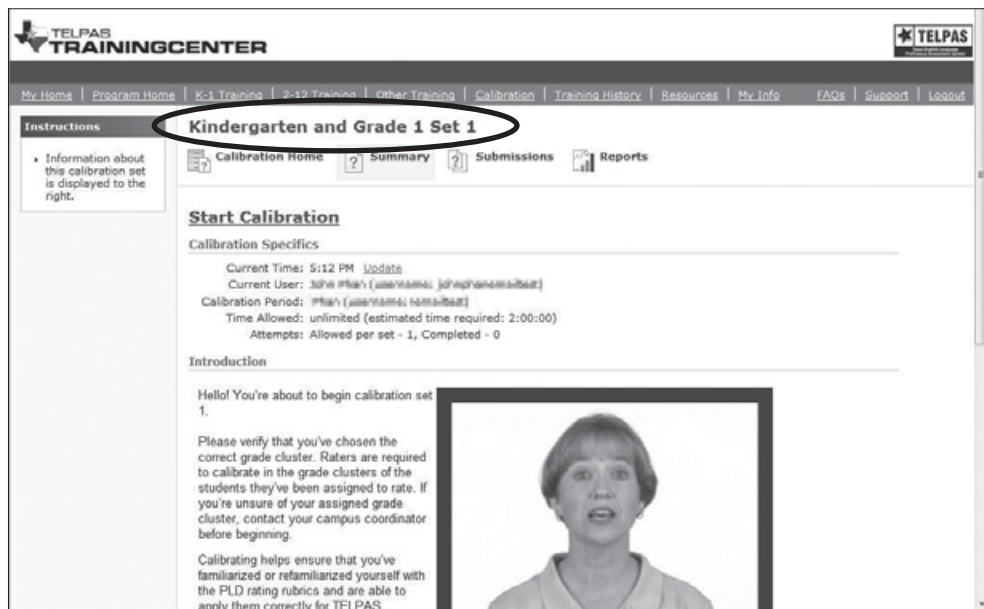 TELPAS
TRAININGCENTER
TELPAS
My Home | Program Home | K-1 Training | 2-12 Training | Other Training | Calibration | Training History | Resources | My Info FAQs | Support | Logout
Instructions
Information about
this calibration set
is displayed to the
right.
Kindergarten and Grade 1 Set 1
Calibration Home Summary Submissions Reports
Start Calibration
Calibration Specifics
Current Time: 5:12 PM Update
Current User:
Calibration Period:
Time Allowed: unlimited (estimated time required: 2:00:00)
Attempts: Allowed per set - 1, Completed - 0
Introduction
Hello! You're about to begin calibration set
1.
Please verify that you've chosen the
correct grade cluster. Raters are required
to calibrate in the grade clusters of the
students they've been assigned to rate. If
you're unsure of your assigned grade
cluster, contact your campus coordinator
before beginning.
Calibrating helps ensure that you've
familiarized or refamiliarized yourself with
the PLD rating rubrics and are able to
apply them correctly for TELPAS